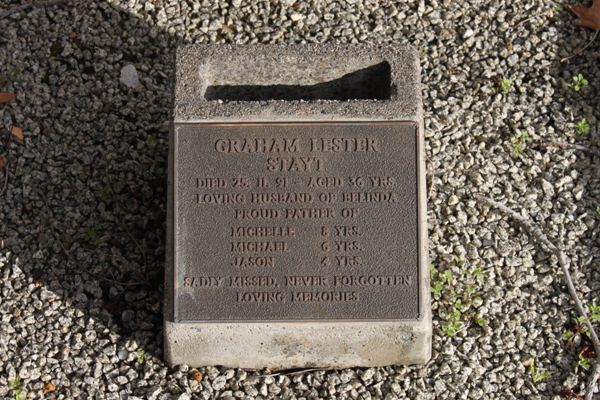 GRAHAM LESTER
STAYT
DIED 25. 11. 91 - AGED 36 YRS.
LOVING HUSBAND OF BELINDA
PROUD FATHER OF
MICHELLE 8 YRS.
MICHAEL 6 YRS.
JASON 4 YRS.
SADLY MISSED, NEVER FORGOTTEN
LOVING MEMORIES